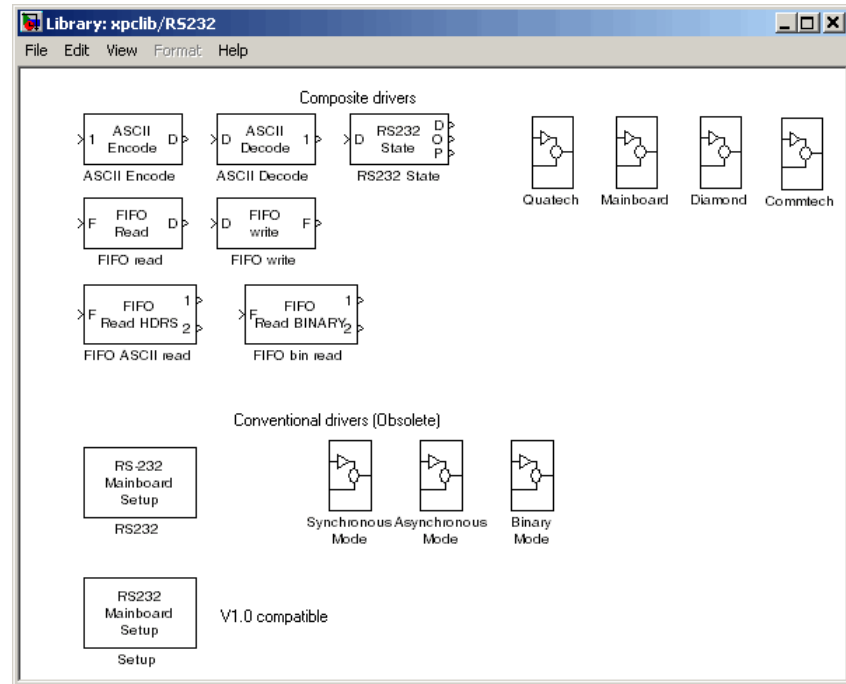 Library: xpclib/RS232
File Edit View Format Help
Composite drivers
1 ASCII Encode D
ASCII Encode
D ASCII Decode 1
ASCII Decode
D RS232 State D O P
RS232 State
Quatech
Mainboard
Diamond
Commtech
F FIFO Read D
FIFO read
D FIFO write F
FIFO write
F FIFO Read HDRS 1 2
FIFO ASCII read
F FIFO Read BINARY 1 2
FIFO bin read
Conventional drivers (Obsolete)
RS-232
Mainboard
Setup
RS232
Synchronous
Mode
Asynchronous
Mode
Binary
Mode
RS232
Mainboard
Setup
Setup
V1.0 compatible